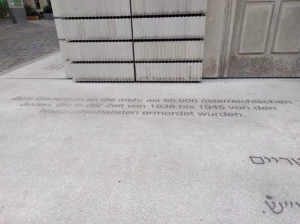 Zum Gedenken an die mehr als 65.000 österreichischen
Juden, die in der Zeit von 1938 bis 1945 von den
Nationalsozialisten ermordet wurden.